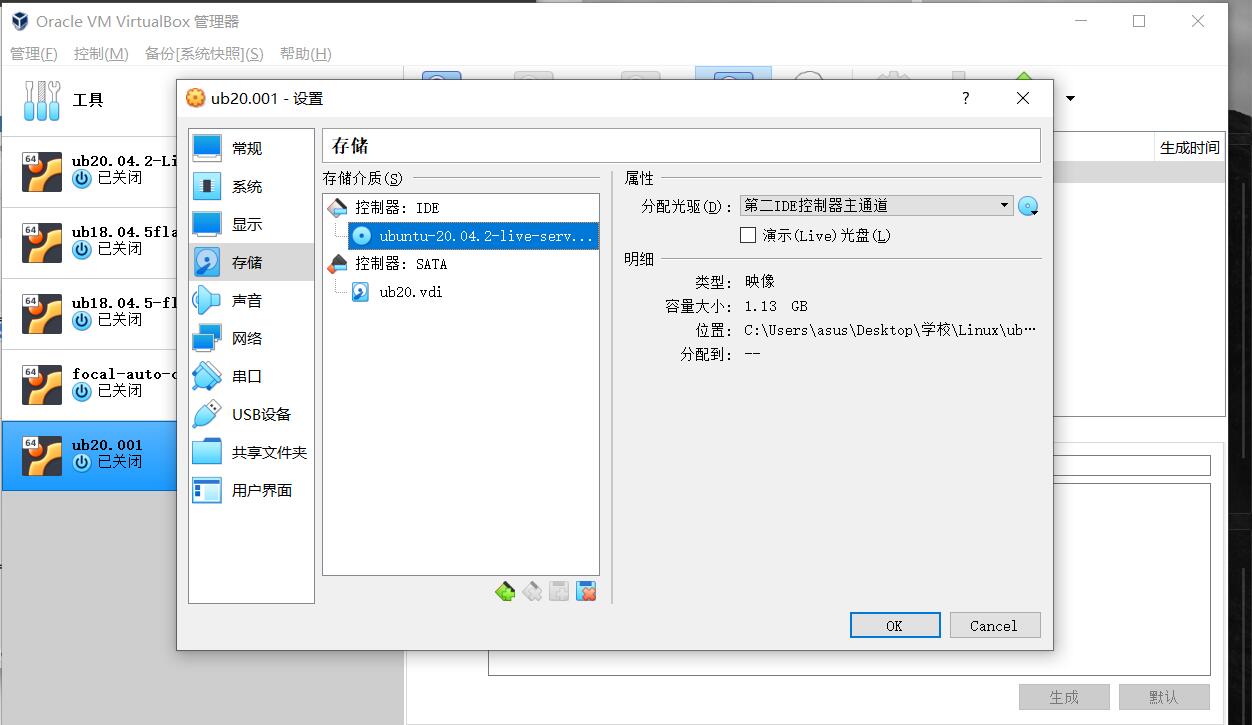 Oracle VM VirtualBox 管理器
管理(F) 控制(M) 备份[系统快照](S) 帮助(H)
工具
ub20.04.2-Li
已关闭
ub18.04.5fla
已关闭
ub18.04.5-fl
已关闭
focal-auto-c
已关闭
ub20.001
已关闭
生成时间
ub20.001 - 设置
?
常规
系统
显示
存储
声音
网络
串口
USB设备
共享文件夹
用户界面
存储
存储介质(S)
控制器: IDE
ubuntu-20.04.2-live-serv...
控制器: SATA
ub20.vdi
属性
分配光驱(D): 第二IDE控制器主通道
演示(Live)光盘(L)
明细
类型: 映像
容量大小: 1.13 GB
位置: C:\Users\asus\Desktop\学校\Linux\ub…
分配到: --
OK Cancel
生成 默认